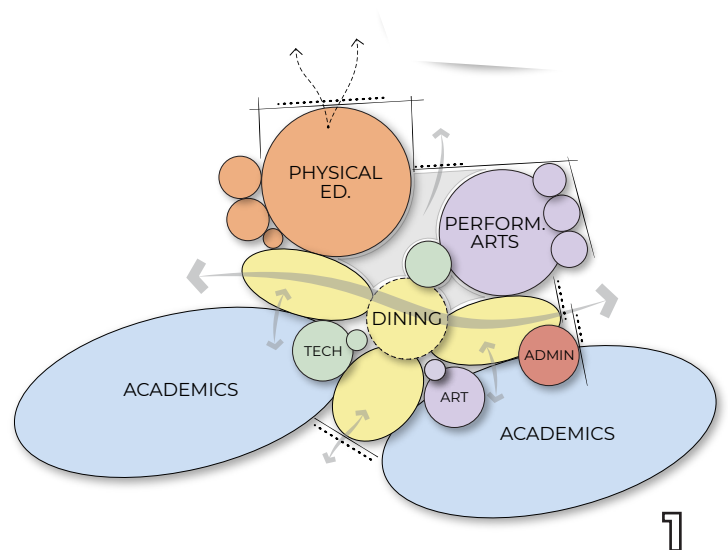 PHYSICAL
ED.
PERFORM.
ARTS
DINING
TECH
ADMIN
ACADEMICS
ART
ACADEMICS
1